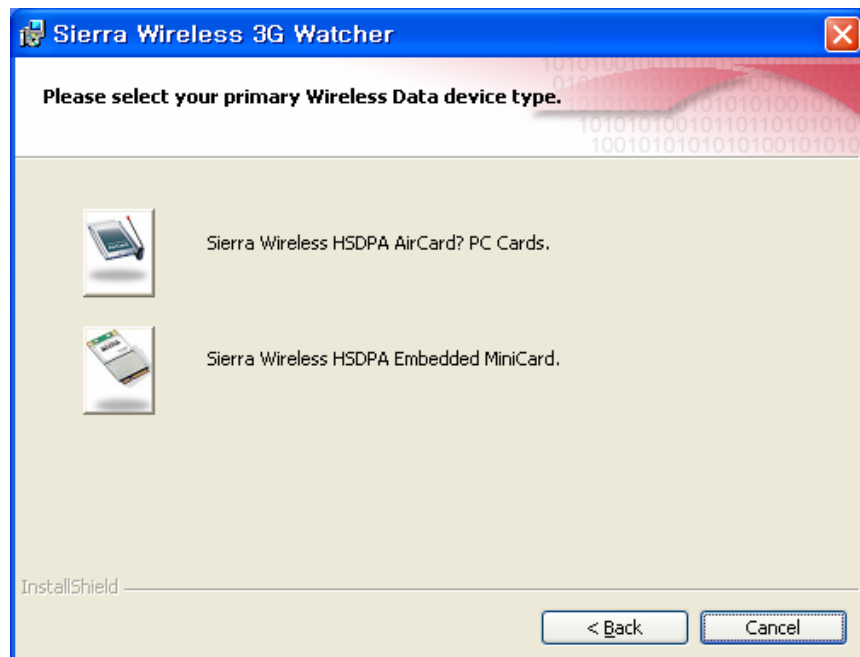 Sierra Wireless 3G Watcher
Please select your primary Wireless Data device type.
Sierra Wireless HSDPA AirCard? PC Cards.
Sierra Wireless HSDPA Embedded MiniCard.
InstallShield
< Back
Cancel